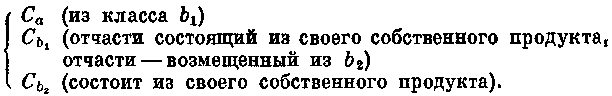 C_a (из класса b_1)
C_{b_1} (отчасти состоящий из своего собственного продукта,
отчасти — возмещенный из b_2)
C_{b_2} (состоит из своего собственного продукта).